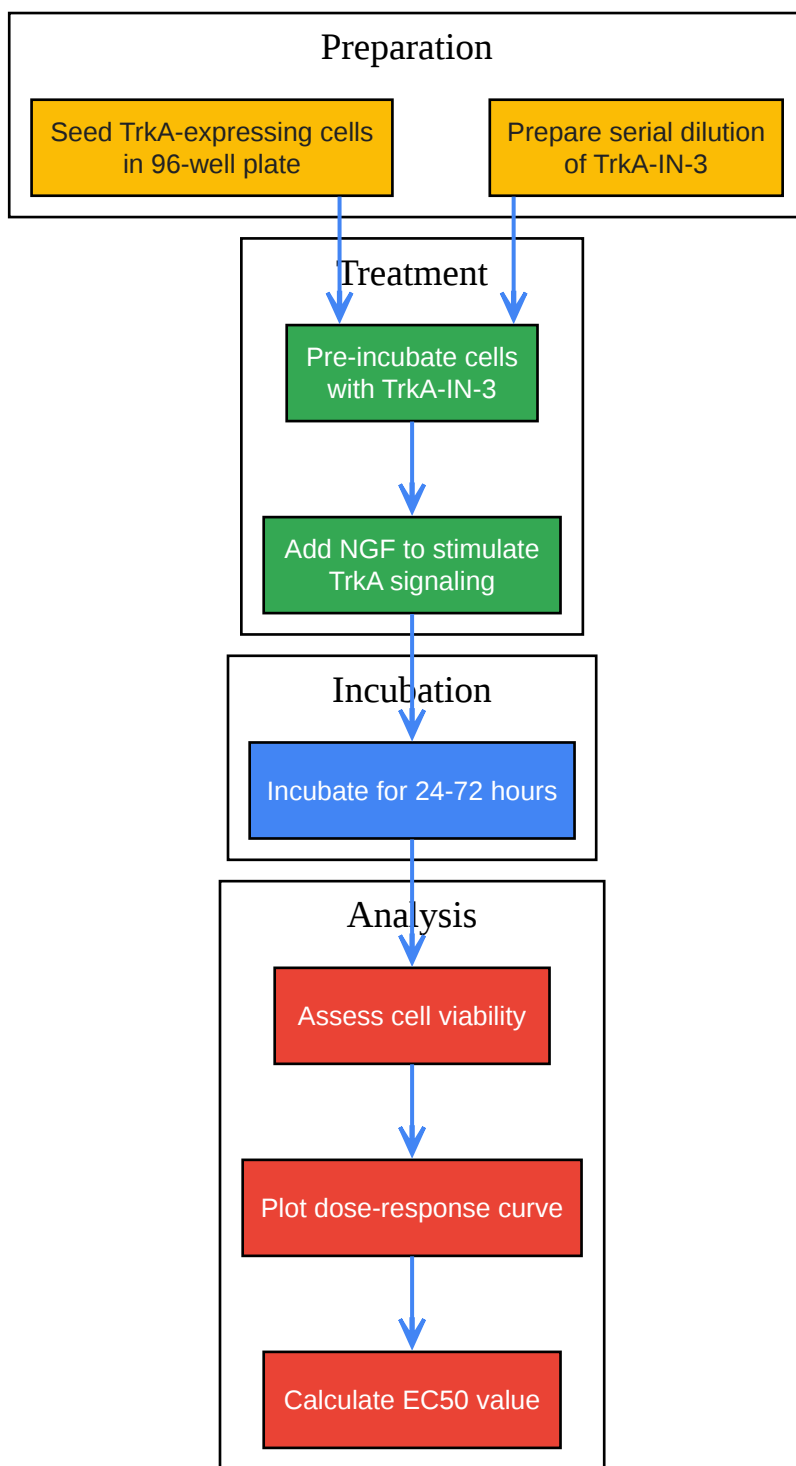 Preparation
Seed TrkA-expressing cells
in 96-well plate
Prepare serial dilution
of TrkA-IN-3
Treatment
Pre-incubate cells
with TrkA-IN-3
Add NGF to stimulate
TrkA signaling
Incubation
Incubate for 24-72 hours
Analysis
Assess cell viability
Plot dose-response curve
Calculate EC50 value